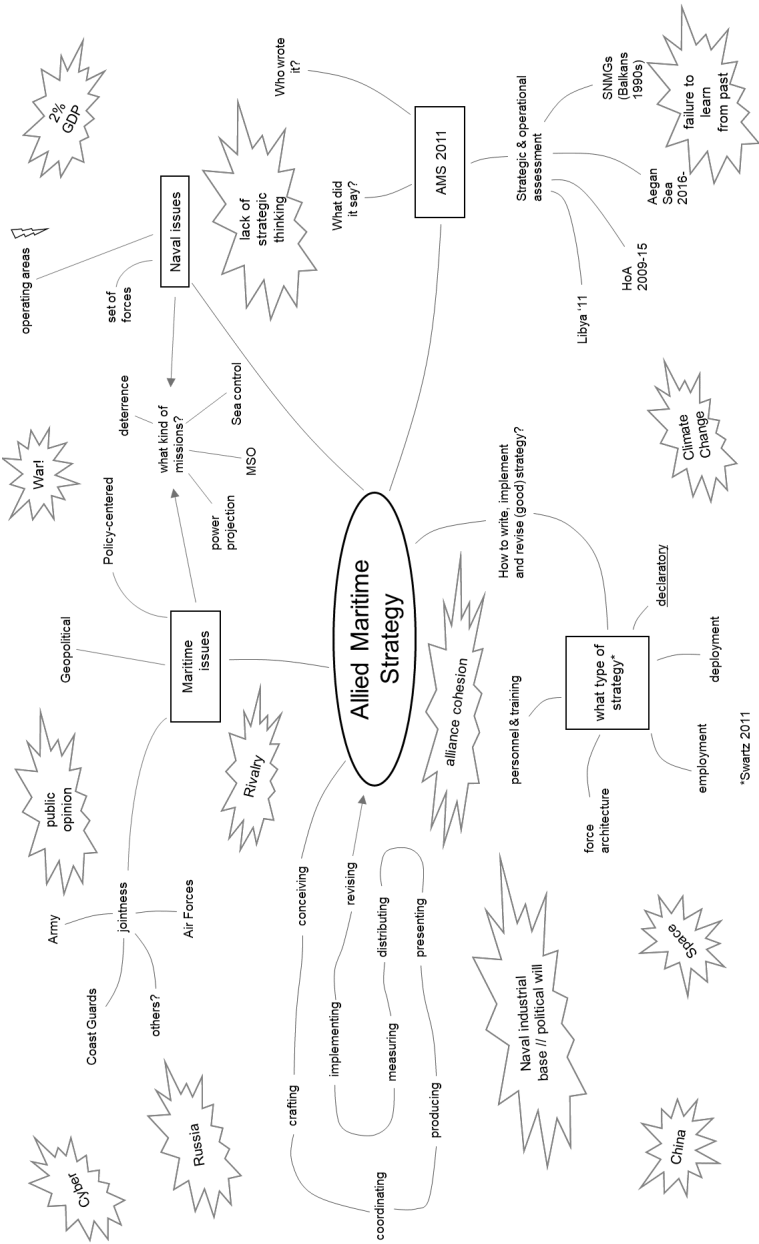 Cyber
Russia
Coast Guards
Army
jointness
others?
Air Forces
public
opinion
Rivalry
Geopolitical
Policy-centered
Maritime
issues
War!
deterrence
what kind of
missions?
power
projection
MSO
Sea control
operating areas
set of
forces
Naval issues
2%
GDP
lack of
strategic
thinking
Allied Maritime
Strategy
conceiving
crafting
coordinating
producing
presenting
distributing
measuring
implementing
revising
alliance cohesion
Who wrote
it?
What did
it say?
AMS 2011
Strategic & operational
assessment
Libya '11
HoA
2009-15
Aegan
Sea
2016-
SNMGs
(Balkans
1990s)
failure to
learn
from past
How to write, implement
and revise (good) strategy?
what type of
strategy*
personnel & training
force
architecture
employment
deployment
declaratory
*Swartz 2011
Climate
Change
Naval industrial
base // political will
Space
China